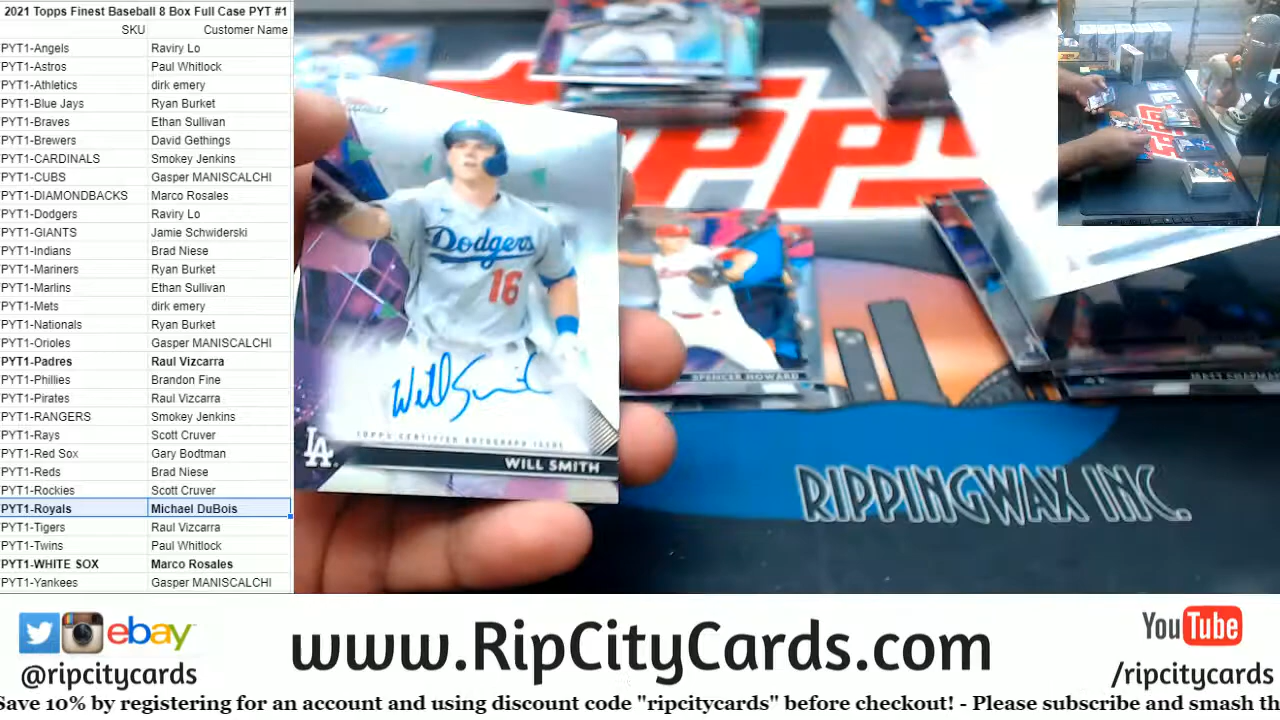 2021 Topps Finest Baseball 8 Box Full Case PYT #1
SKU Customer Name
PYT1-Angels Raviry Lo
PYT1-Astros Paul Whitlock
PYT1-Athletics dirk emery
PYT1-Blue Jays Ryan Burket
PYT1-Braves Ethan Sullivan
PYT1-Brewers David Gethings
PYT1-CARDINALS Smokey Jenkins
PYT1-CUBS Gasper MANISCALCHI
PYT1-DIAMONDBACKS Marco Rosales
PYT1-Dodgers Raviry Lo
PYT1-GIANTS Jamie Schwiderski
PYT1-Indians Brad Niese
PYT1-Mariners Ryan Burket
PYT1-Marlins Ethan Sullivan
PYT1-Mets dirk emery
PYT1-Nationals Ryan Burket
PYT1-Orioles Gasper MANISCALCHI
PYT1-Padres Raul Vizcarra
PYT1-Phillies Brandon Fine
PYT1-Pirates Raul Vizcarra
PYT1-RANGERS Smokey Jenkins
PYT1-Rays Scott Cruver
PYT1-Red Sox Gary Bodtman
PYT1-Reds Brad Niese
PYT1-Rockies Scott Cruver
PYT1-Royals Michael DuBois
PYT1-Tigers Raul Vizcarra
PYT1-Twins Paul Whitlock
PYT1-WHITE SOX Marco Rosales
PYT1-Yankees Gasper MANISCALCHI
Dodgers
16
Will Smith
TOPPS CERTIFIED AUTOGRAPH ISSUE
LA
WILL SMITH
SPENCER HOWARD
MATT CHAPMAN
RIPPINGWAX INC.
ebay
@ripcitycards
www.RipCityCards.com
YouTube
/ripcitycards
Save 10% by registering for an account and using discount code "ripcitycards" before checkout! - Please subscribe and smash th